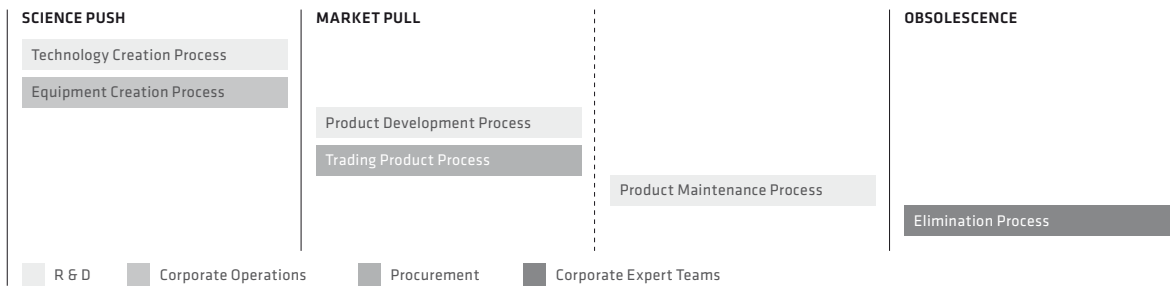 SCIENCE PUSH
MARKET PULL
OBSOLESCENCE
Technology Creation Process
Equipment Creation Process
Product Development Process
Trading Product Process
Product Maintenance Process
Elimination Process
R & D
Corporate Operations
Procurement
Corporate Expert Teams